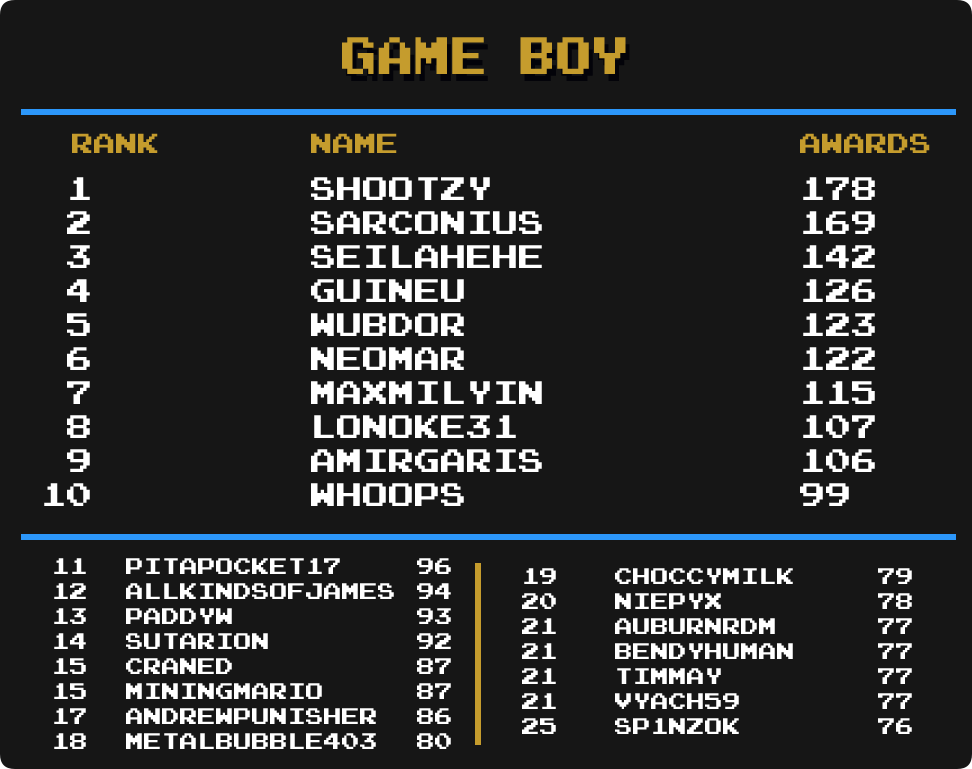 GAME BOY
RANK NAME AWARDS
1 SHOOTZY 178
2 SARCONIUS 169
3 SEILAHEHE 142
4 GUINEU 126
5 WUBDOR 123
6 NEOMAR 122
7 MAXMILYIN 115
8 LONOKE31 107
9 AMIRGARIS 106
10 WHOOPS 99
11 PITAPOCKET17 96
12 ALLKINDSOFJAMES 94
13 PADDYW 93
14 SUTARION 92
15 CRANED 87
15 MININGMARIO 87
17 ANDREWPUNISHER 86
18 METALBUBBLE403 80
19 CHOCCYMILK 79
20 NIEPYX 78
21 AUBURNRDM 77
21 BENDYHUMAN 77
21 TIMMAY 77
21 VYACH59 77
25 SP1NZOK 76